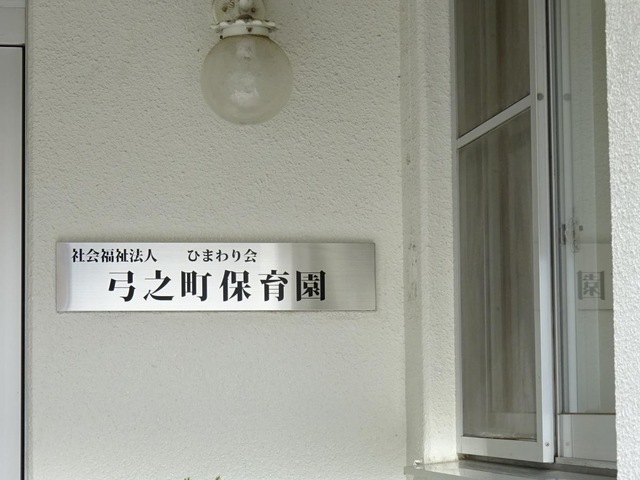 社会福祉法人　ひまわり会
弓之町保育園
園